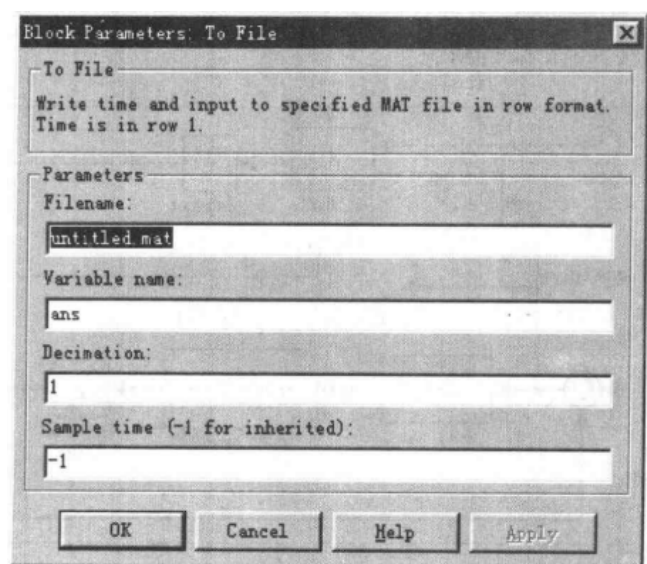 Block Parameters: To File
To File
Write time and input to specified MAT file in row format.
Time is in row 1.
Parameters
Filename:
untitled.mat
Variable name:
ans
Decimation:
1
Sample time (-1 for inherited):
-1
OK Cancel Help Apply